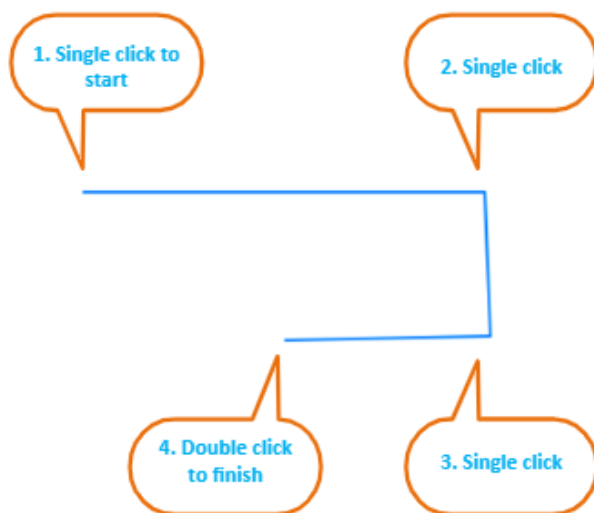 1. Single click to
start
2. Single click
4. Double click
to finish
3. Single click